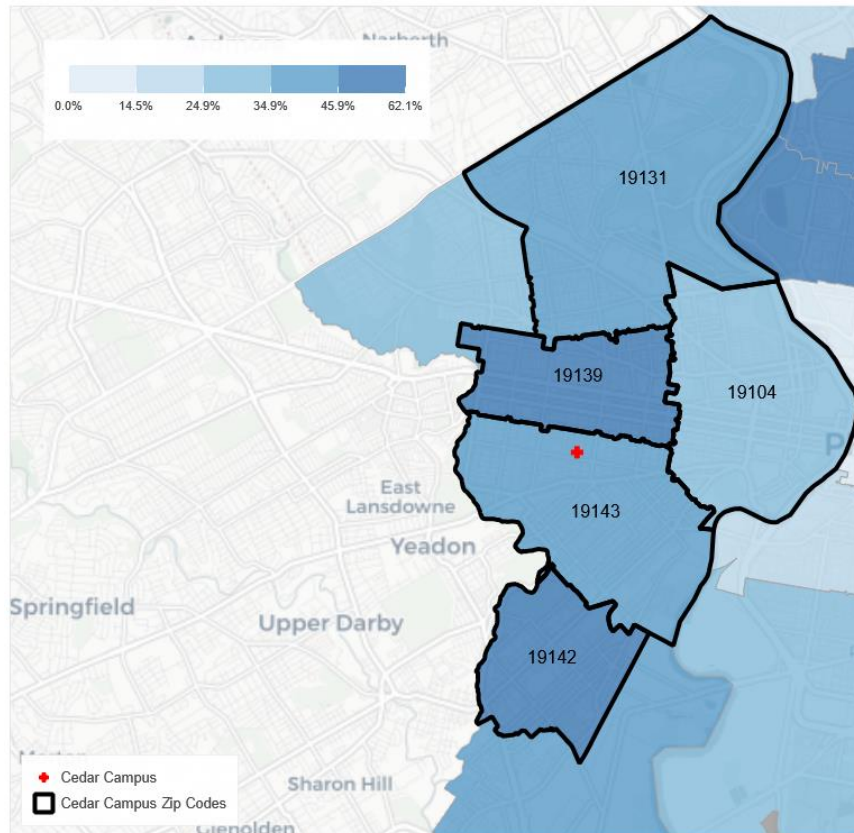 Narberth
0.0% 14.5% 24.9% 34.9% 45.9% 62.1%
19131
19139
19104
East
Lansdowne
19143
Yeadon
Springfield
Upper Darby
19142
Cedar Campus
Sharon Hill
Cedar Campus Zip Codes
Glenolden